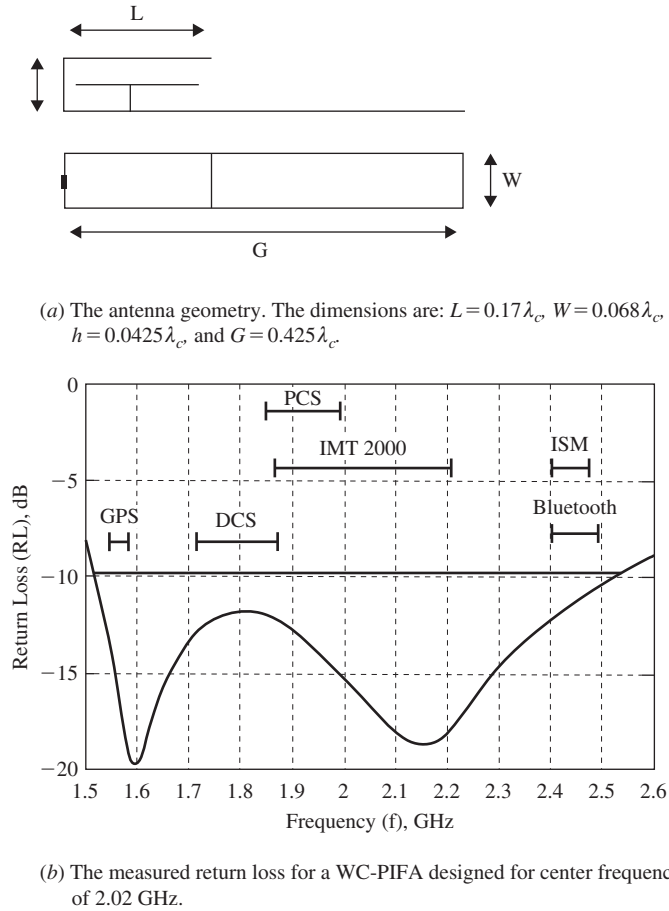 L
W
G
(a) The antenna geometry. The dimensions are: L = 0.17λc, W = 0.068λc,
h = 0.0425λc, and G = 0.425λc.
0
−5
−10
−15
−20
Return Loss (RL), dB
PCS
IMT 2000
ISM
GPS
DCS
Bluetooth
1.5 1.6 1.7 1.8 1.9 2 2.1 2.2 2.3 2.4 2.5 2.6
Frequency (f), GHz
(b) The measured return loss for a WC-PIFA designed for center frequenc
of 2.02 GHz.